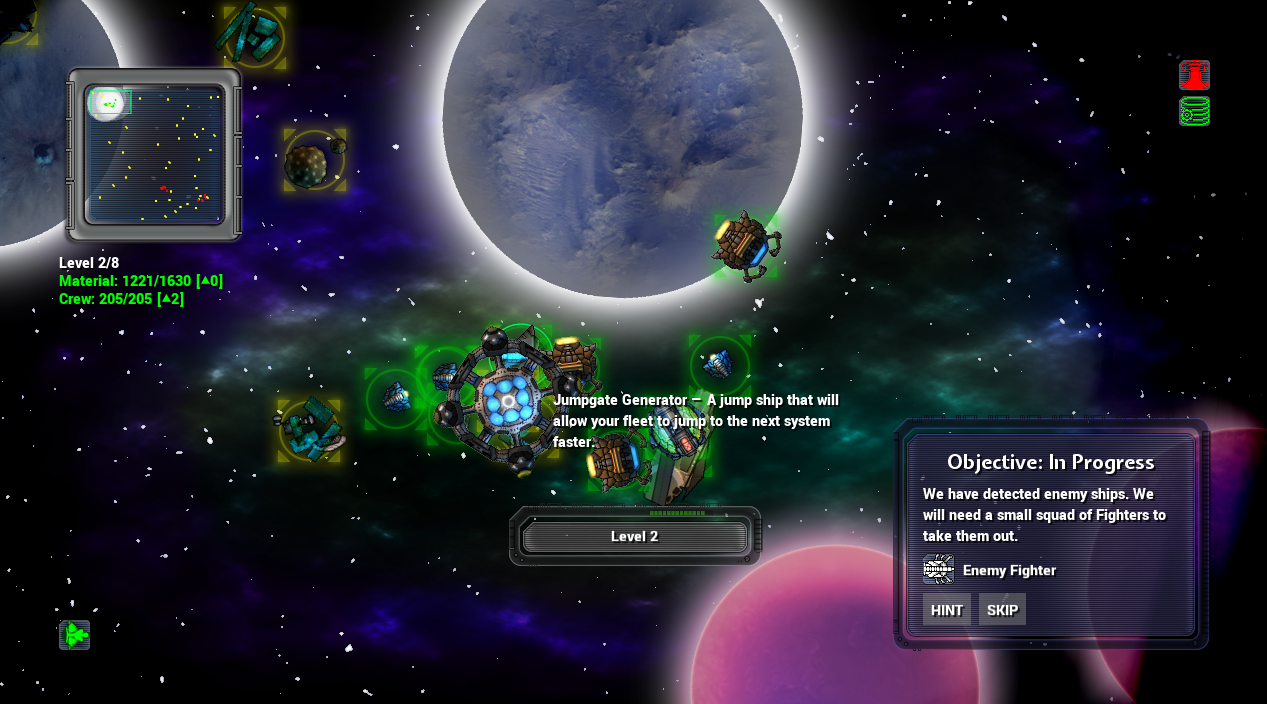 Level 2/8
Material: 1221/1630 [▲0]
Crew: 205/205 [▲2]
Jumpgate Generator — A jump ship that will
allow your fleet to jump to the next system
faster.
Level 2
Objective: In Progress
We have detected enemy ships. We
will need a small squad of Fighters to
take them out.
Enemy Fighter
HINT SKIP